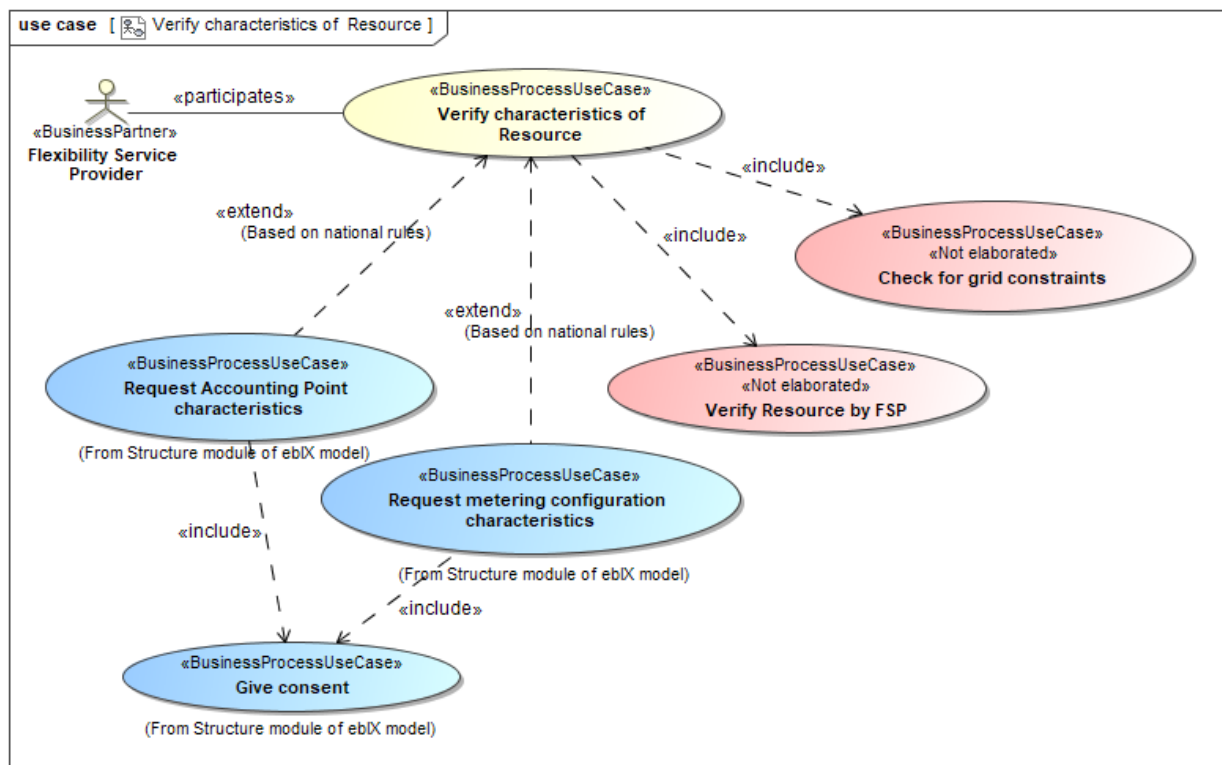 use case [ Verify characteristics of Resource ]
«participates»
«BusinessPartner»
Flexibility Service
Provider
«BusinessProcessUseCase»
Verify characteristics of
Resource
«include»
«extend»
(Based on national rules)
«include»
«BusinessProcessUseCase»
«Not elaborated»
Check for grid constraints
«extend»
(Based on national rules)
«BusinessProcessUseCase»
Request Accounting Point
characteristics
(From Structure module of ebIX model)
«BusinessProcessUseCase»
«Not elaborated»
Verify Resource by FSP
«BusinessProcessUseCase»
Request metering configuration
characteristics
(From Structure module of ebIX model)
«include»
«include»
«BusinessProcessUseCase»
Give consent
(From Structure module of ebIX model)